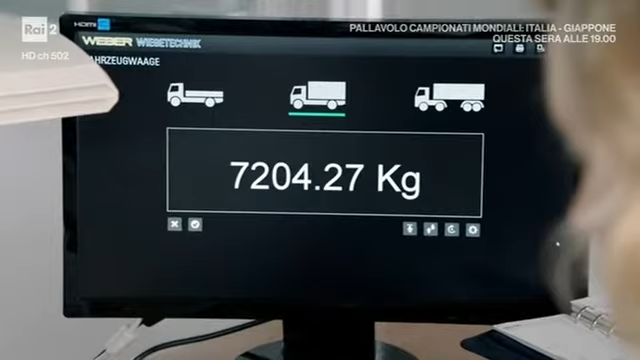 Rai 2
HD ch 502
HDMI
PALLAVOLO CAMPIONATI MONDIALI: ITALIA - GIAPPONE
QUESTA SERA ALLE 19.00
WEBER WIEGETECHNIK
AHRZEUGWAAGE
7204.27 Kg